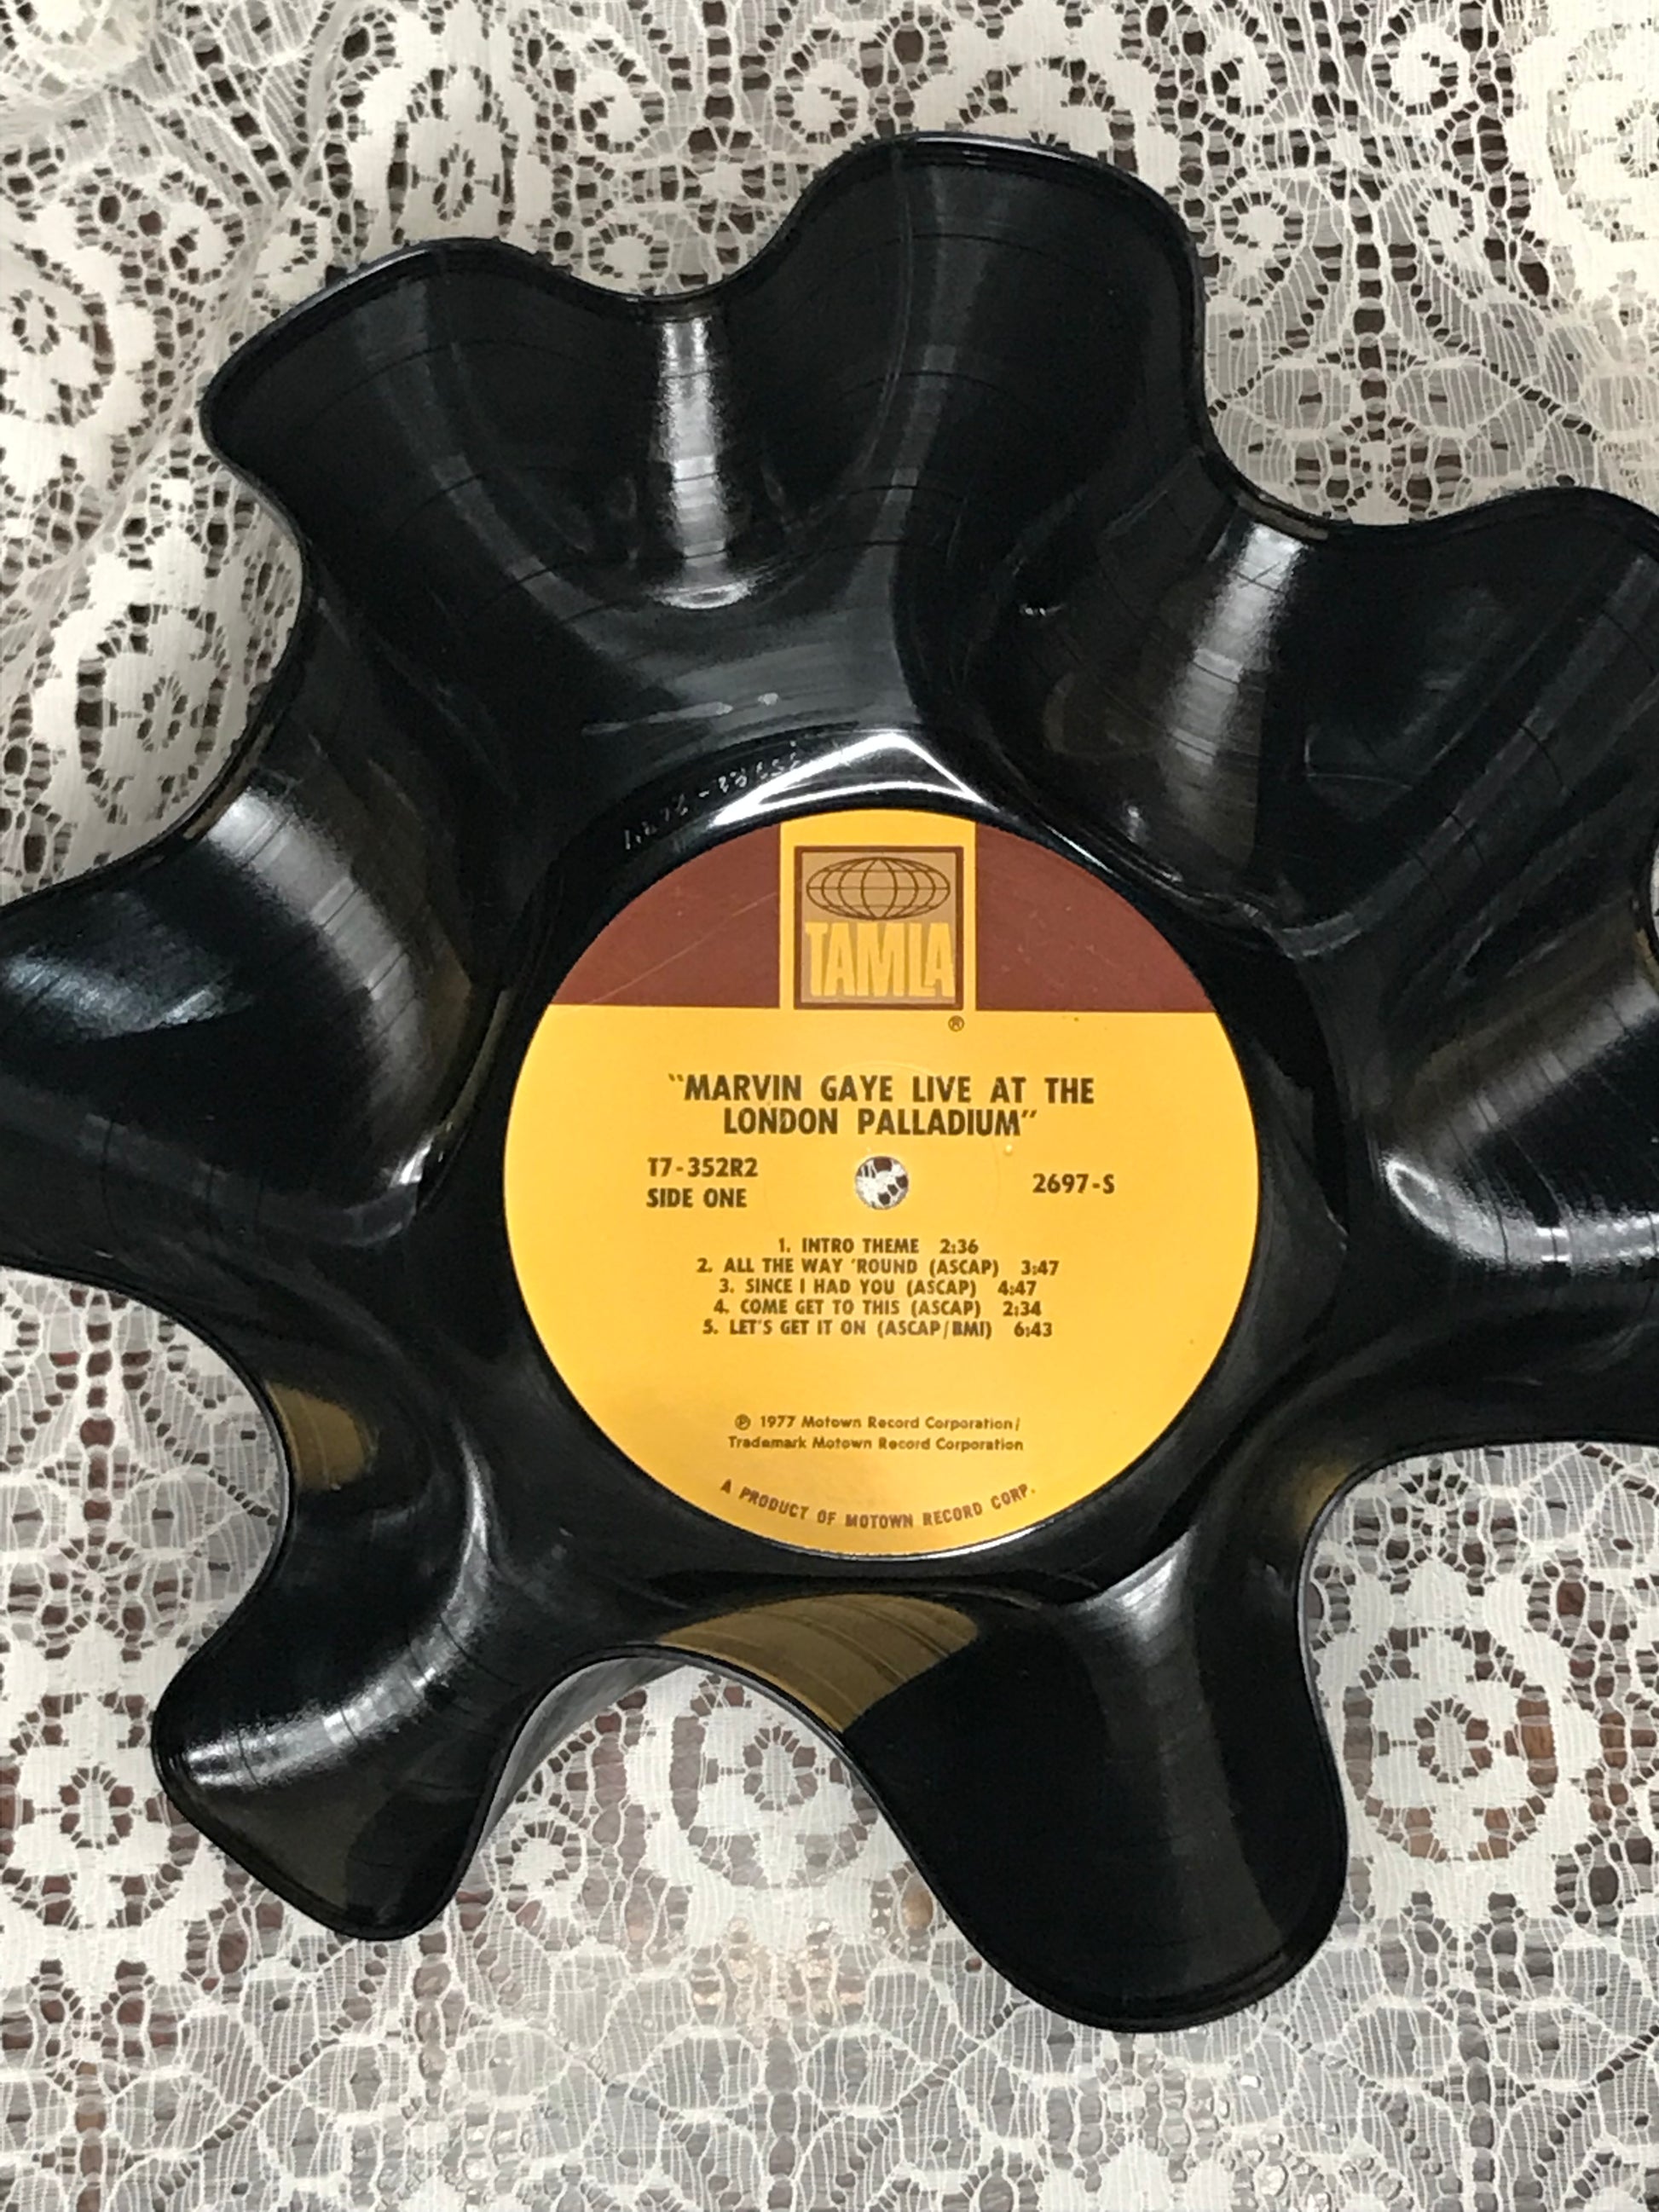 TAMLA
®
"MARVIN GAYE LIVE AT THE
LONDON PALLADIUM"
T7-352R2
SIDE ONE
2697-S
1. INTRO THEME 2:36
2. ALL THE WAY 'ROUND (ASCAP) 3:47
3. SINCE I HAD YOU (ASCAP) 4:47
4. COME GET TO THIS (ASCAP) 2:34
5. LET'S GET IT ON (ASCAP/BMI) 6:43
℗ 1977 Motown Record Corporation/
Trademark Motown Record Corporation
A PRODUCT OF MOTOWN RECORD CORP.